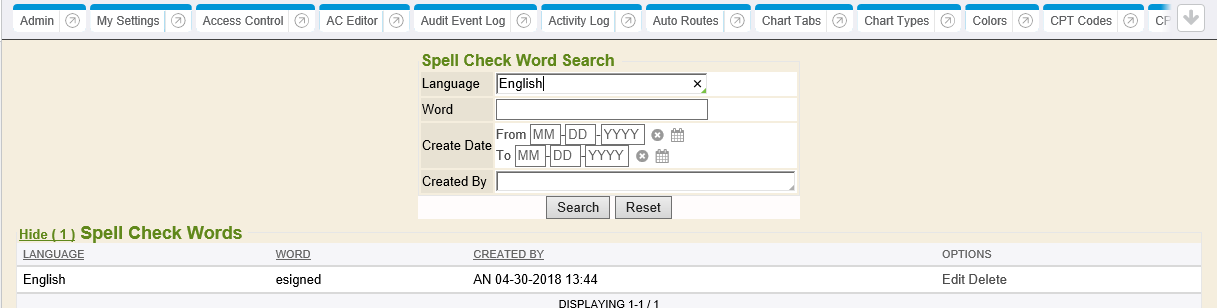 Admin My Settings Access Control AC Editor Audit Event Log Activity Log Auto Routes Chart Tabs Chart Types Colors CPT Codes
Spell Check Word Search
Language English
Word
Create Date From MM-DD-YYYY
To MM-DD-YYYY
Created By
Search Reset
Hide ( 1 ) Spell Check Words
LANGUAGE WORD CREATED BY OPTIONS
English esigned AN 04-30-2018 13:44 Edit Delete
DISPLAYING 1-1 / 1